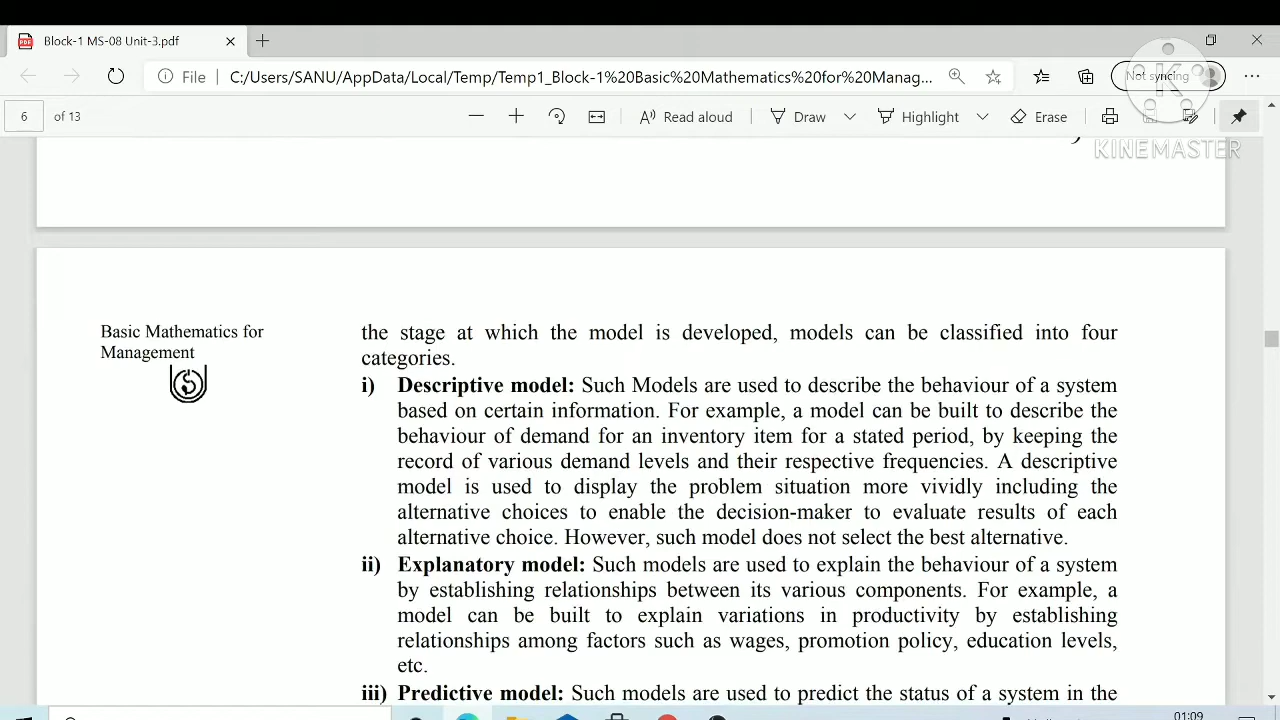 Block-1 MS-08 Unit-3.pdf
File
C:/Users/SANU/AppData/Local/Temp/Temp1_Block-1%20Basic%20Mathematics%20for%20Manag...
Not syncing
6 of 13
Read aloud
Draw
Highlight
Erase
K
KINEMASTER
Basic Mathematics for
Management
the stage at which the model is developed, models can be classified into four
categories.
i) Descriptive model: Such Models are used to describe the behaviour of a system
based on certain information. For example, a model can be built to describe the
behaviour of demand for an inventory item for a stated period, by keeping the
record of various demand levels and their respective frequencies. A descriptive
model is used to display the problem situation more vividly including the
alternative choices to enable the decision-maker to evaluate results of each
alternative choice. However, such model does not select the best alternative.
ii) Explanatory model: Such models are used to explain the behaviour of a system
by establishing relationships between its various components. For example, a
model can be built to explain variations in productivity by establishing
relationships among factors such as wages, promotion policy, education levels,
etc.
iii) Predictive model: Such models are used to predict the status of a system in the
01:09